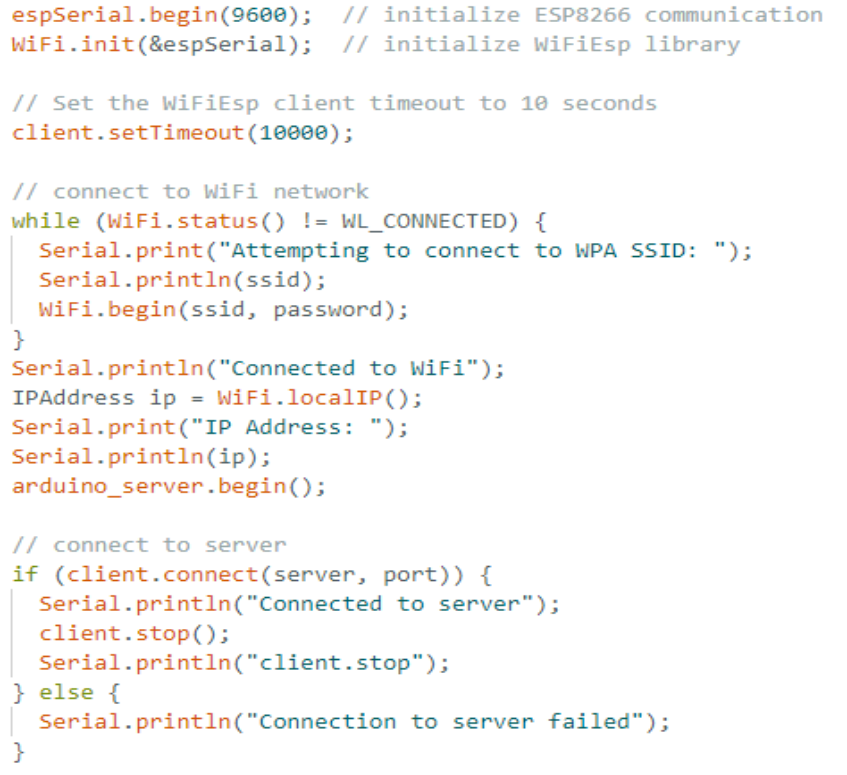 espSerial.begin(9600);  // initialize ESP8266 communication
WiFi.init(&espSerial);  // initialize WiFiEsp library

// Set the WiFiEsp client timeout to 10 seconds
client.setTimeout(10000);

// connect to WiFi network
while (WiFi.status() != WL_CONNECTED) {
  Serial.print("Attempting to connect to WPA SSID: ");
  Serial.println(ssid);
  WiFi.begin(ssid, password);
}
Serial.println("Connected to WiFi");
IPAddress ip = WiFi.localIP();
Serial.print("IP Address: ");
Serial.println(ip);
arduino_server.begin();

// connect to server
if (client.connect(server, port)) {
  Serial.println("Connected to server");
  client.stop();
  Serial.println("client.stop");
} else {
  Serial.println("Connection to server failed");
}